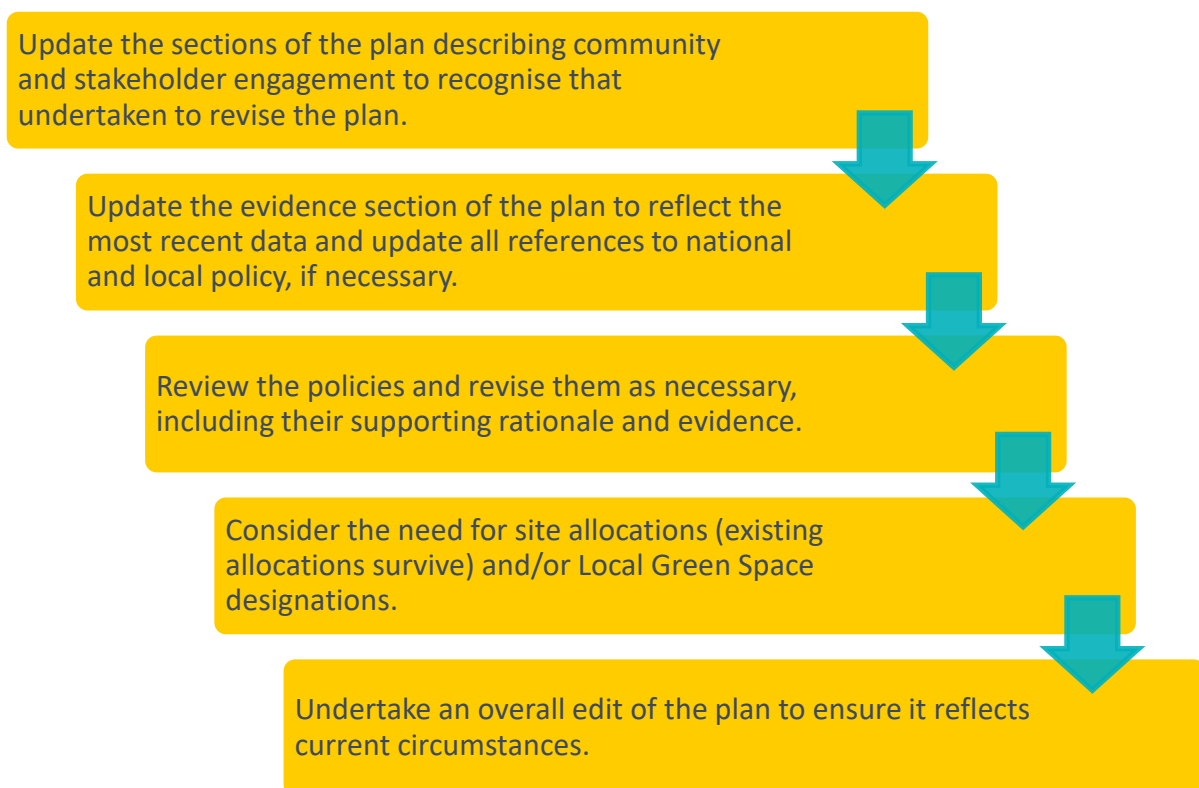 Update the sections of the plan describing community
and stakeholder engagement to recognise that
undertaken to revise the plan.
Update the evidence section of the plan to reflect the
most recent data and update all references to national
and local policy, if necessary.
Review the policies and revise them as necessary,
including their supporting rationale and evidence.
Consider the need for site allocations (existing
allocations survive) and/or Local Green Space
designations.
Undertake an overall edit of the plan to ensure it reflects
current circumstances.